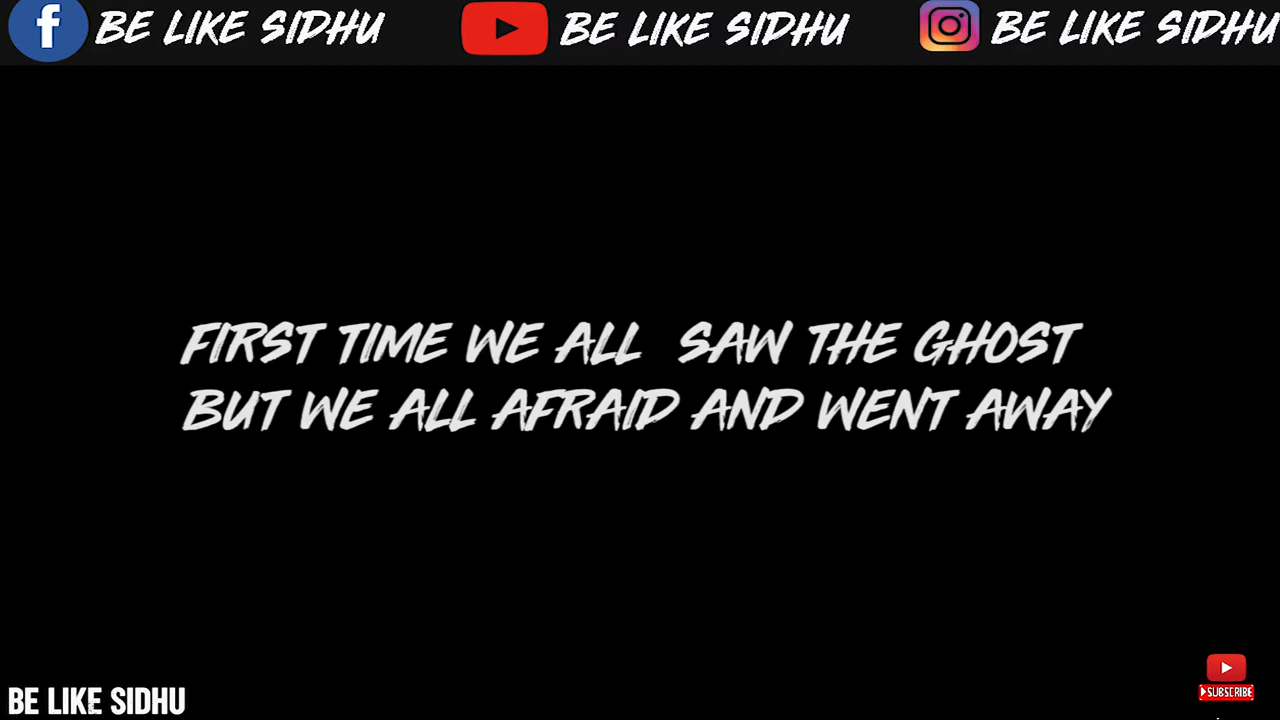 BE LIKE SIDHU BE LIKE SIDHU BE LIKE SIDHU
FIRST TIME WE ALL SAW THE GHOST
BUT WE ALL AFRAID AND WENT AWAY
SUBSCRIBE
BE LIKE SIDHU